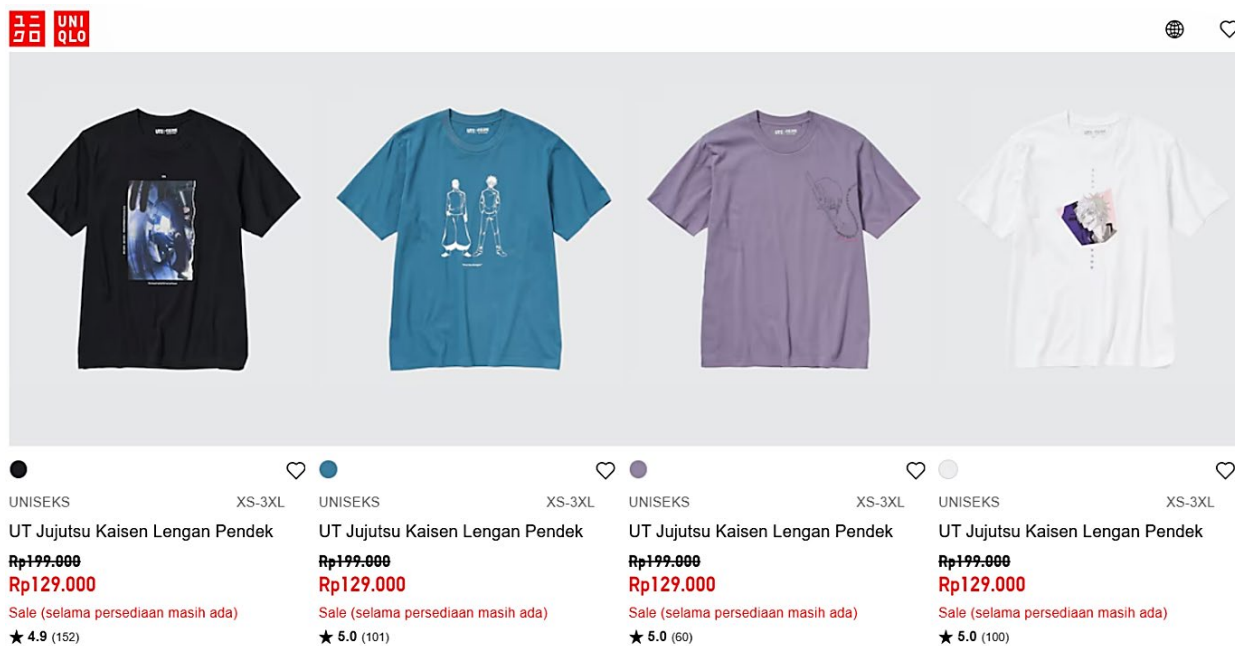 ユニ UNI
クロ QLO
UNISEKS XS-3XL
UT Jujutsu Kaisen Lengan Pendek
Rp199.000
Rp129.000
Sale (selama persediaan masih ada)
★ 4.9 (152)
UNISEKS XS-3XL
UT Jujutsu Kaisen Lengan Pendek
Rp199.000
Rp129.000
Sale (selama persediaan masih ada)
★ 5.0 (101)
UNISEKS XS-3XL
UT Jujutsu Kaisen Lengan Pendek
Rp199.000
Rp129.000
Sale (selama persediaan masih ada)
★ 5.0 (60)
UNISEKS XS-3XL
UT Jujutsu Kaisen Lengan Pendek
Rp199.000
Rp129.000
Sale (selama persediaan masih ada)
★ 5.0 (100)